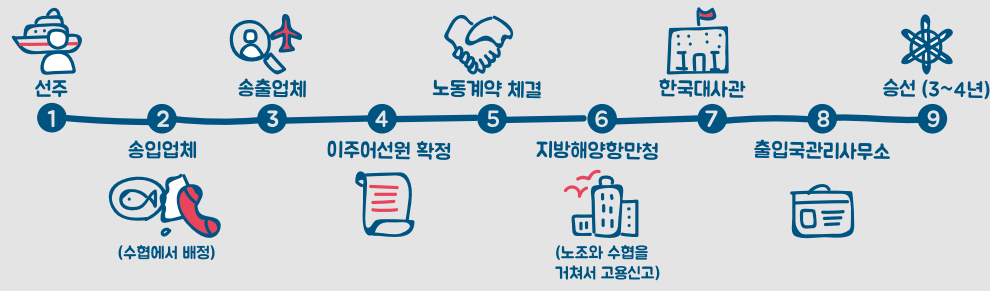 선주
송출업체
노동계약 체결
한국대사관
승선 (3~4년)
1 2 3 4 5 6 7 8 9
송입업체
이주어선원 확정
지방해양항만청
출입국관리사무소
(수협에서 배정)
(노조와 수협을
거쳐서 고용신고)